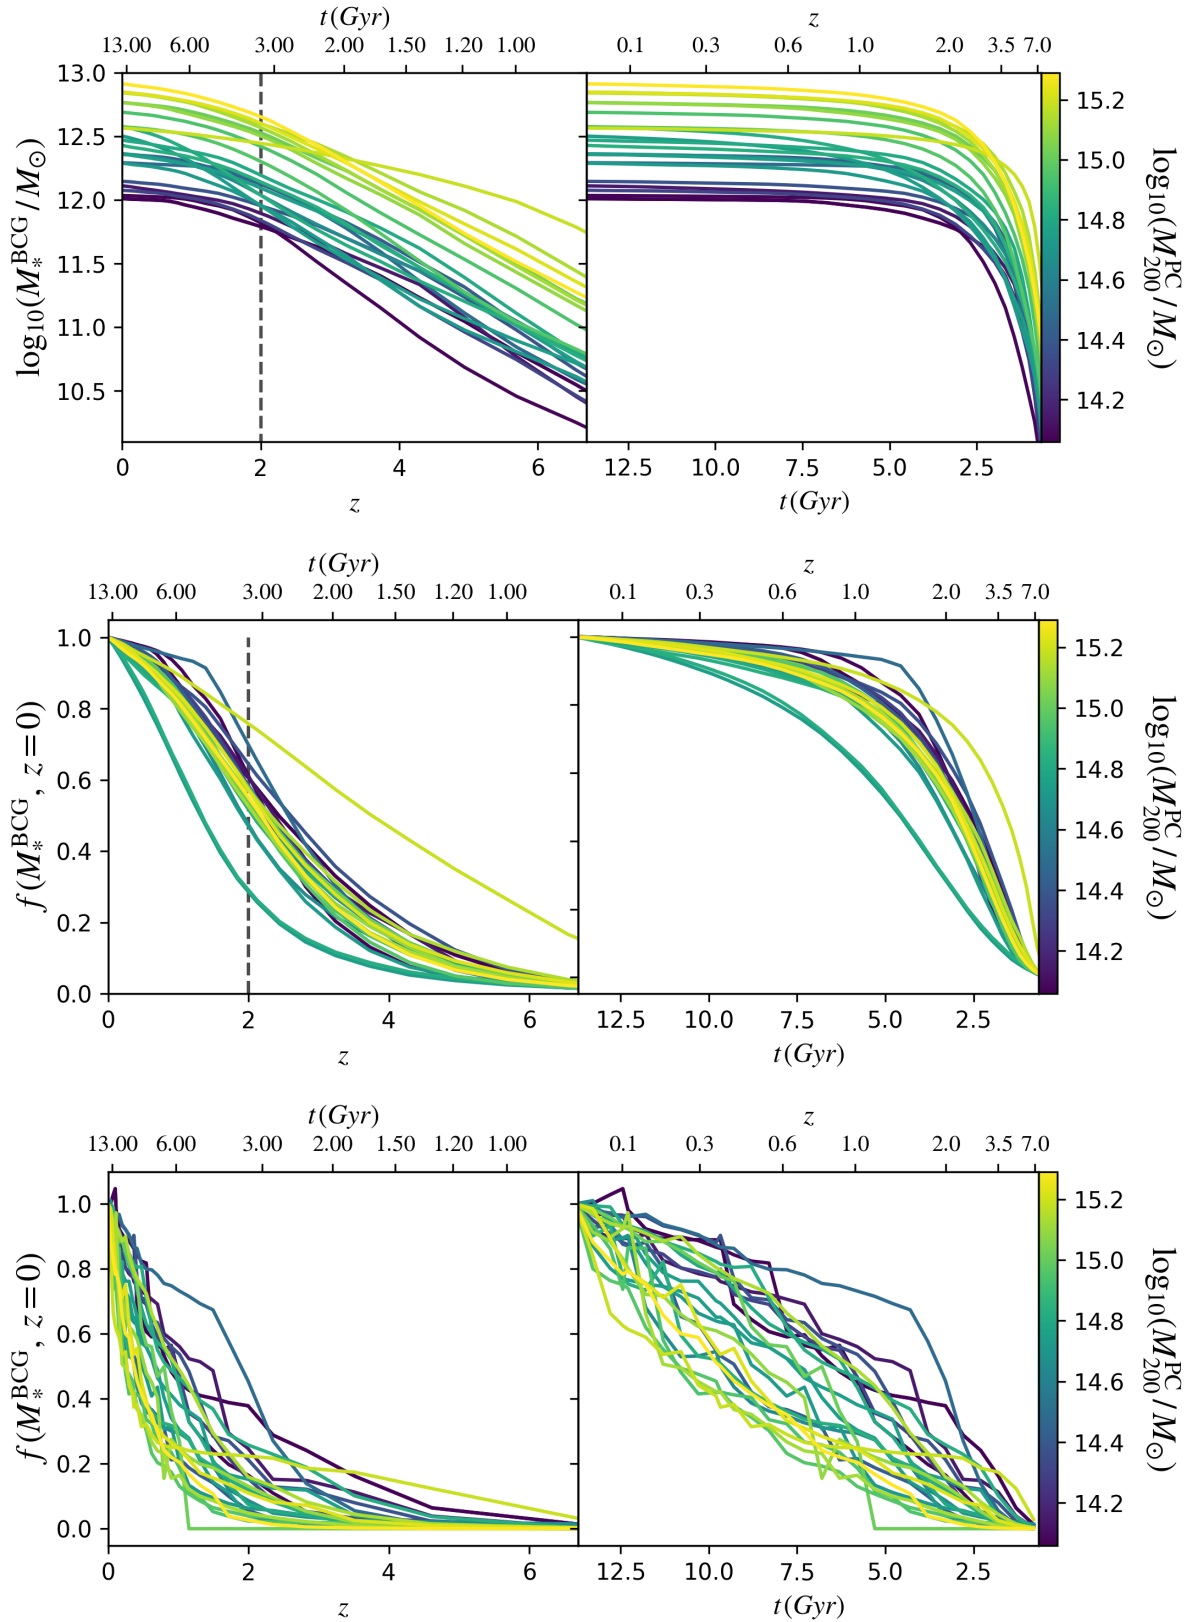 t(Gyr) z
13.00 6.00 3.00 2.00 1.50 1.20 1.00 0.1 0.3 0.6 1.0 2.0 3.5 7.0
13.0
12.5
12.0
11.5
11.0
10.5
log₁₀(M∗^BCG/M⊙)
0 2 4 6 12.5 10.0 7.5 5.0 2.5
z t(Gyr)
15.2
15.0
14.8
14.6
14.4
14.2
log₁₀(M₂₀₀^PC/M⊙)
t(Gyr) z
13.00 6.00 3.00 2.00 1.50 1.20 1.00 0.1 0.3 0.6 1.0 2.0 3.5 7.0
1.0
0.8
0.6
0.4
0.2
0.0
f(M∗^BCG, z=0)
0 2 4 6 12.5 10.0 7.5 5.0 2.5
z t(Gyr)
15.2
15.0
14.8
14.6
14.4
14.2
log₁₀(M₂₀₀^PC/M⊙)
t(Gyr) z
13.00 6.00 3.00 2.00 1.50 1.20 1.00 0.1 0.3 0.6 1.0 2.0 3.5 7.0
1.0
0.8
0.6
0.4
0.2
0.0
f(M∗^BCG, z=0)
0 2 4 6 12.5 10.0 7.5 5.0 2.5
z t(Gyr)
15.2
15.0
14.8
14.6
14.4
14.2
log₁₀(M₂₀₀^PC/M⊙)